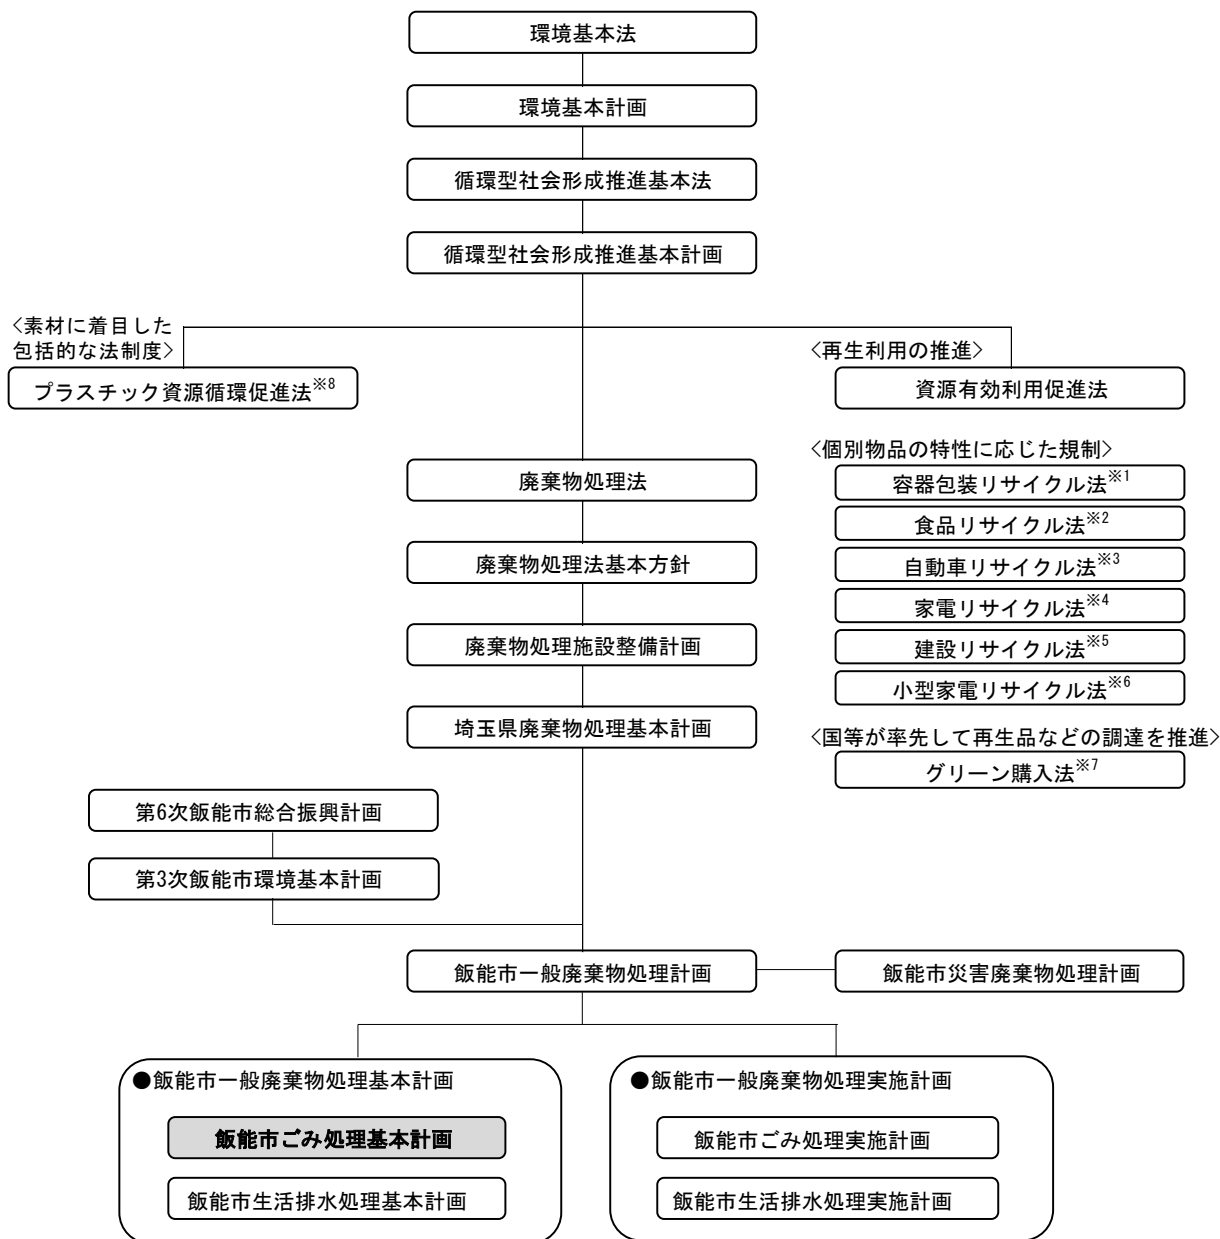 環境基本法
環境基本計画
循環型社会形成推進基本法
循環型社会形成推進基本計画
〈素材に着目した
包括的な法制度〉
プラスチック資源循環促進法※8
〈再生利用の推進〉
資源有効利用促進法
〈個別物品の特性に応じた規制〉
容器包装リサイクル法※1
食品リサイクル法※2
自動車リサイクル法※3
家電リサイクル法※4
建設リサイクル法※5
小型家電リサイクル法※6
〈国等が率先して再生品などの調達を推進〉
グリーン購入法※7
廃棄物処理法
廃棄物処理法基本方針
廃棄物処理施設整備計画
埼玉県廃棄物処理基本計画
第6次飯能市総合振興計画
第3次飯能市環境基本計画
飯能市一般廃棄物処理計画
飯能市災害廃棄物処理計画
●飯能市一般廃棄物処理基本計画
飯能市ごみ処理基本計画
飯能市生活排水処理基本計画
●飯能市一般廃棄物処理実施計画
飯能市ごみ処理実施計画
飯能市生活排水処理実施計画